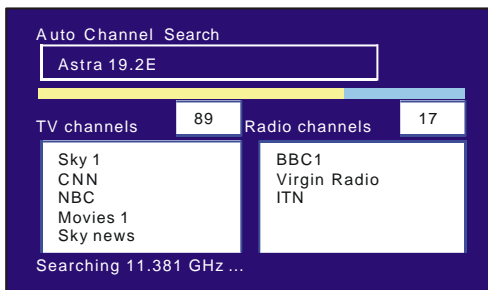 Auto Channel Search
Astra 19.2E
TV channels 89 Radio channels 17
Sky 1
CNN
NBC
Movies 1
Sky news
BBC1
Virgin Radio
ITN
Searching 11.381 GHz ...